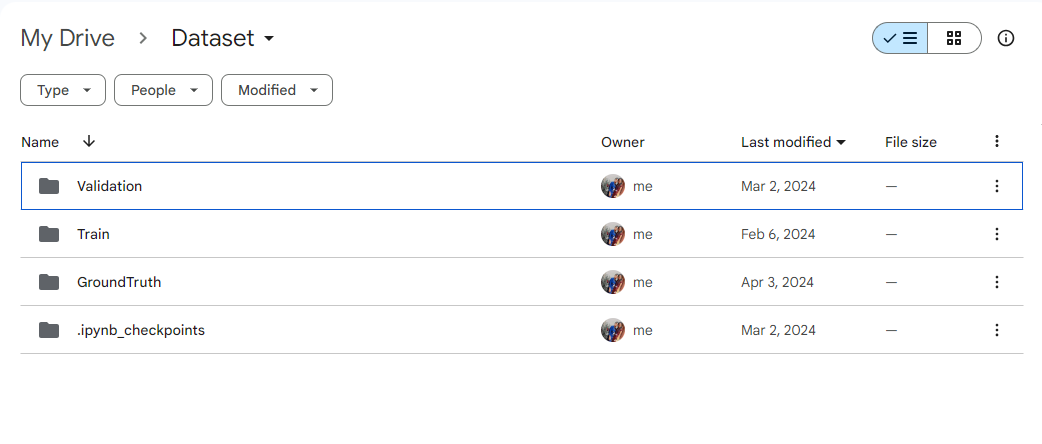 My Drive > Dataset
Type People Modified
Name Owner Last modified File size
Validation me Mar 2, 2024 —
Train me Feb 6, 2024 —
GroundTruth me Apr 3, 2024 —
.ipynb_checkpoints me Mar 2, 2024 —